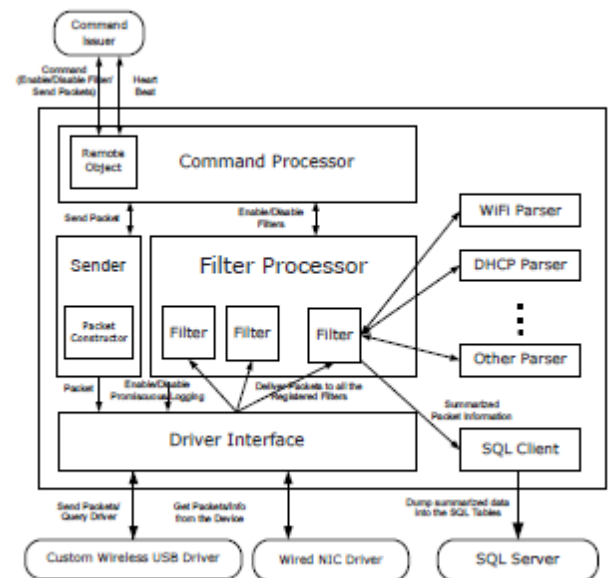 Command
Issuer
Command
(Enable/Disable Filter/
Send Packets)
Heart
Beat
Remote
Object
Command Processor
Send Packet
Enable/Disable
Filters
WiFi Parser
Sender
Filter Processor
DHCP Parser
Packet
Constructor
Filter
Filter
Filter
Other Parser
Packet
Enable/Disable
Promiscuous Logging
Deliver Packets to all the
Registered Filters
Summarized
Packet Information
Driver Interface
SQL Client
Send Packets/
Query Driver
Get Packets/Info
from the Device
Dump summarized data
into the SQL Tables
Custom Wireless USB Driver
Wired NIC Driver
SQL Server